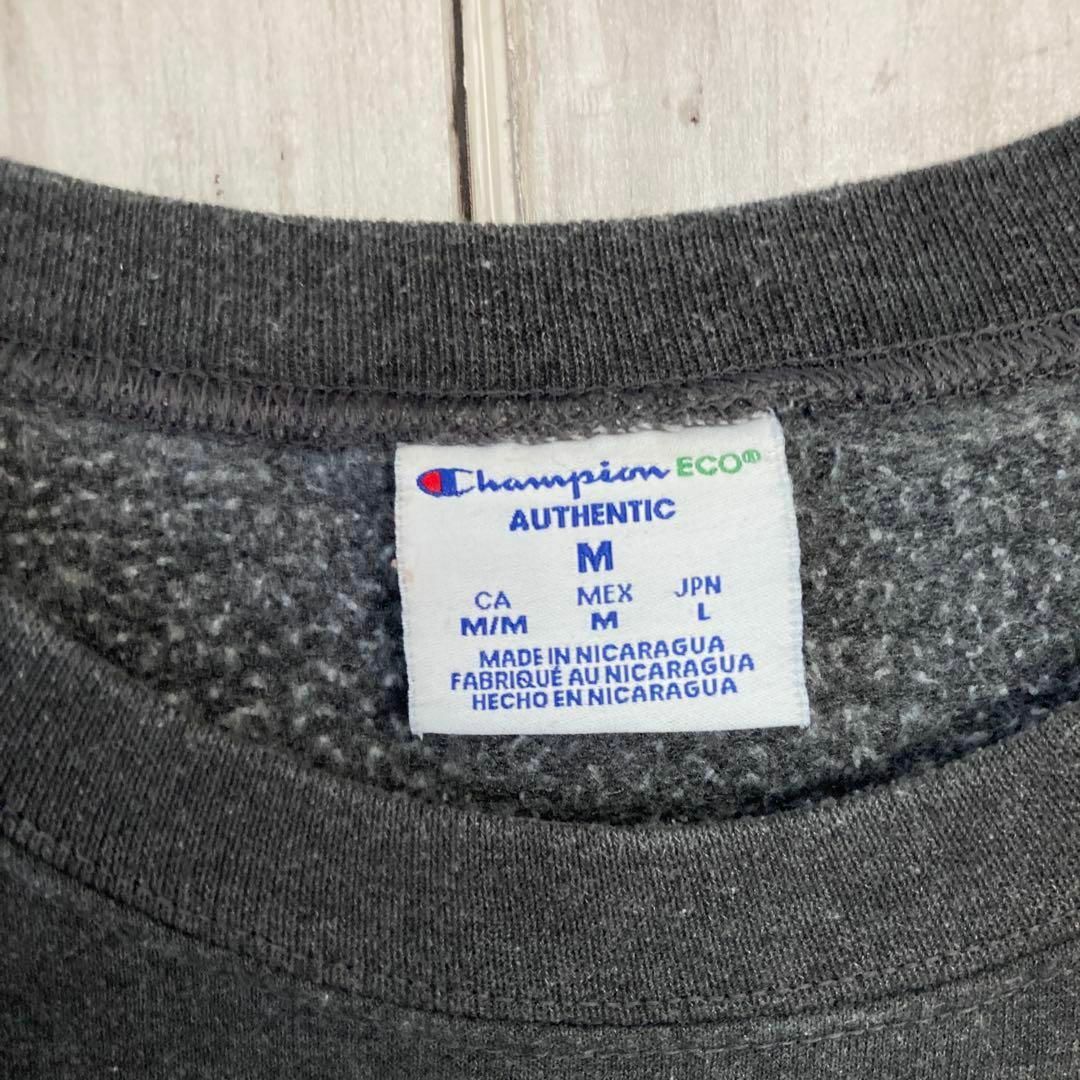 Champion ECO®
AUTHENTIC
M
CA MEX JPN
M/M M L
MADE IN NICARAGUA
FABRIQUÉ AU NICARAGUA
HECHO EN NICARAGUA